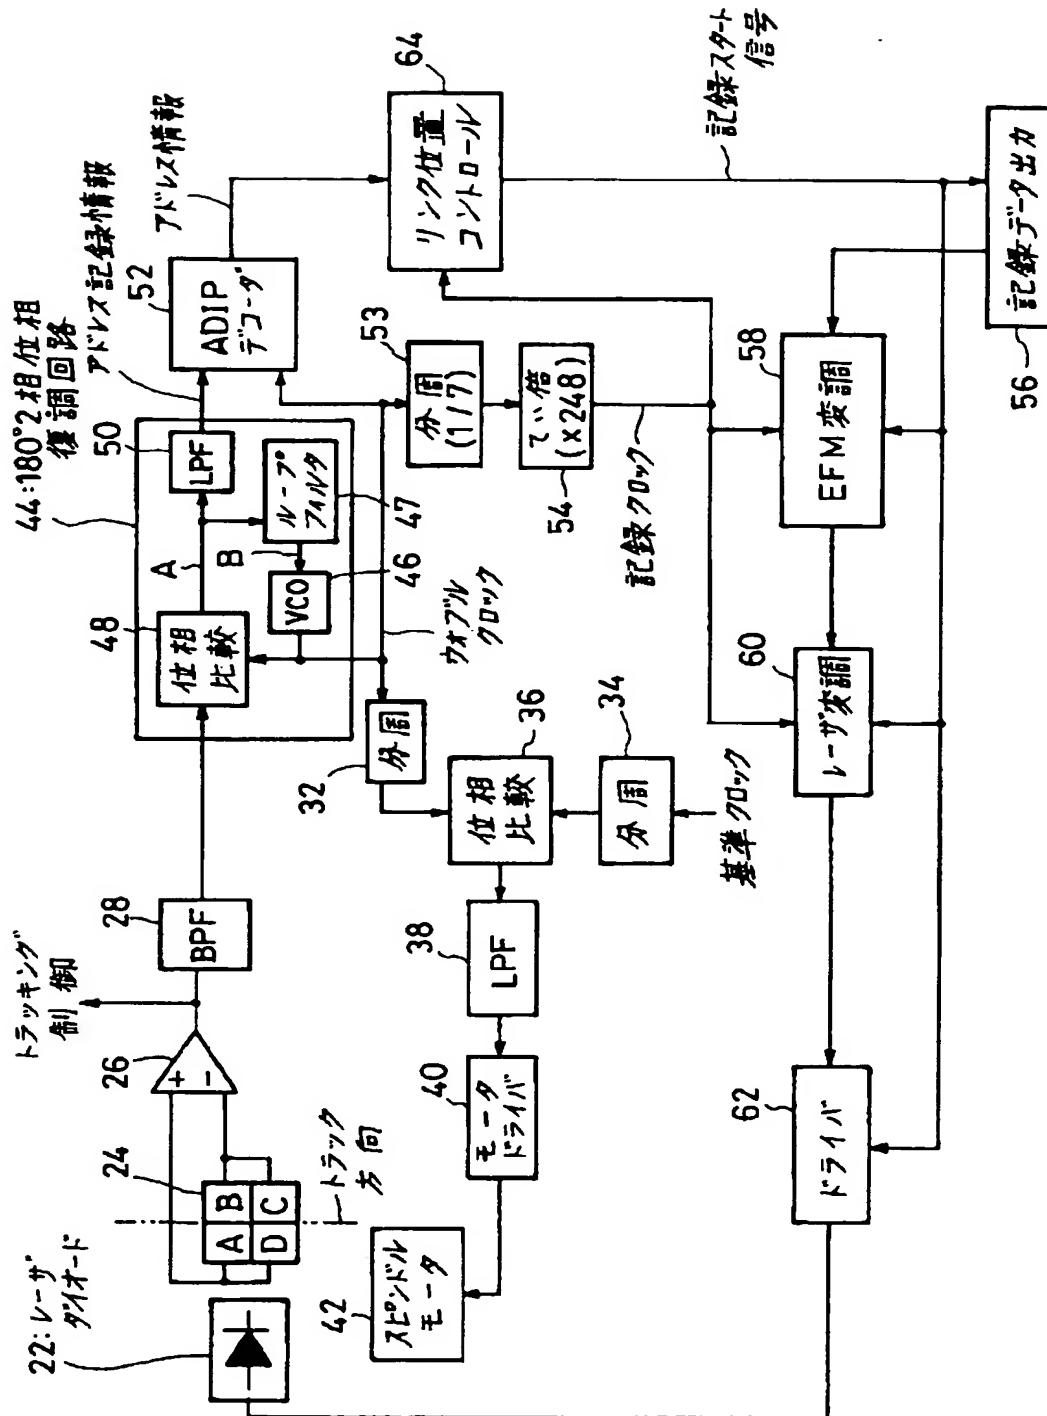 22:レーザ
ダイオード
24
A
B
D
C
トラック
方向
26
+
-
トラッキング
制御
28
BPF
44:180°2相位相
復調回路
48
位相
比較
A
50
LPF
B
ループ
フィルタ
47
VCO
46
アドレス記録情報
52
ADIP
デコーダ
アドレス情報
64
リンク位置
コントロール
記録スタート
信号
ウオブル
クロック
53
分周
(1/7)
54
てい倍
(×248)
記録クロック
32
分周
36
位相
比較
34
分周
基準クロック
38
LPF
40
モータ
ドライバ
42
スピンドル
モータ
58
EFM変調
60
レーザ変調
62
ドライバ
56
記録データ出力